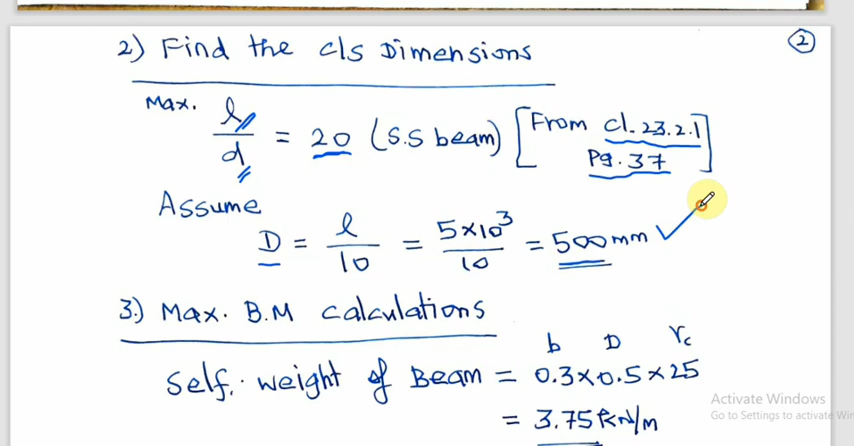 2
2) Find the c/s Dimensions
Max. l/d = 20 (S.S beam) [From cl. 23.2.1
Pg. 37]
Assume
D = l/10 = 5×10³/10 = 500 mm ✓
3.) Max. B.M calculations
b D γc
Self. weight of Beam = 0.3×0.5×25
= 3.75 kN/m
Activate Windows
Go to Settings to activate Win